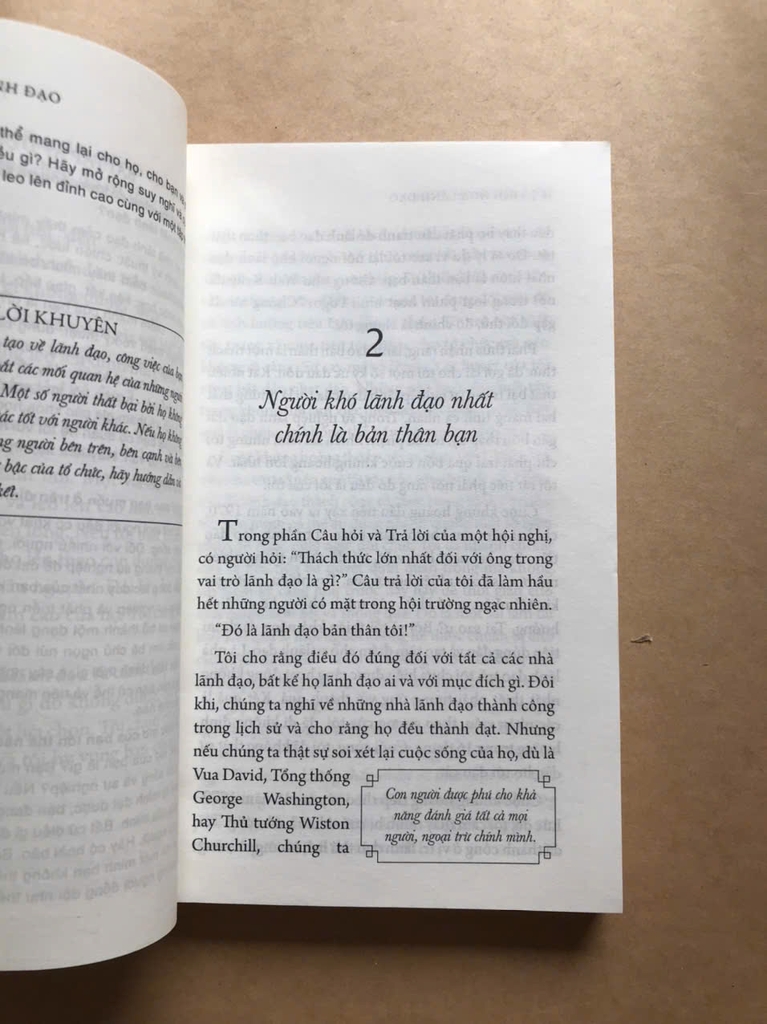 NH ĐẠO
thể mang lại cho họ, cho bạn
gì? Hãy mở rộng suy nghĩ và
leo lên đỉnh cao cùng với một
LỜI KHUYÊN
tạo về lãnh đạo, công việc của bạn
ắt các mối quan hệ của những người
Một số người thất bại bởi họ không
ác tốt với người khác. Nếu họ không
ng người bên trên, bên cạnh và bên
bậc của tổ chức, hãy hướng dẫn và
kết.
2
Người khó lãnh đạo nhất
chính là bản thân bạn
Trong phần Câu hỏi và Trả lời của một hội nghị,
có người hỏi: “Thách thức lớn nhất đối với ông trong
vai trò lãnh đạo là gì?” Câu trả lời của tôi đã làm hầu
hết những người có mặt trong hội trường ngạc nhiên.
“Đó là lãnh đạo bản thân tôi!”
Tôi cho rằng điều đó đúng đối với tất cả các nhà
lãnh đạo, bất kể họ lãnh đạo ai và với mục đích gì. Đôi
khi, chúng ta nghĩ về những nhà lãnh đạo thành công
trong lịch sử và cho rằng họ đều thành đạt. Nhưng
nếu chúng ta thật sự soi xét lại cuộc sống của họ, dù là
Vua David, Tổng thống
George Washington,
hay Thủ tướng Wiston
Churchill, chúng ta
Con người được phú cho khả
năng đánh giá tất cả mọi
người, ngoại trừ chính mình.